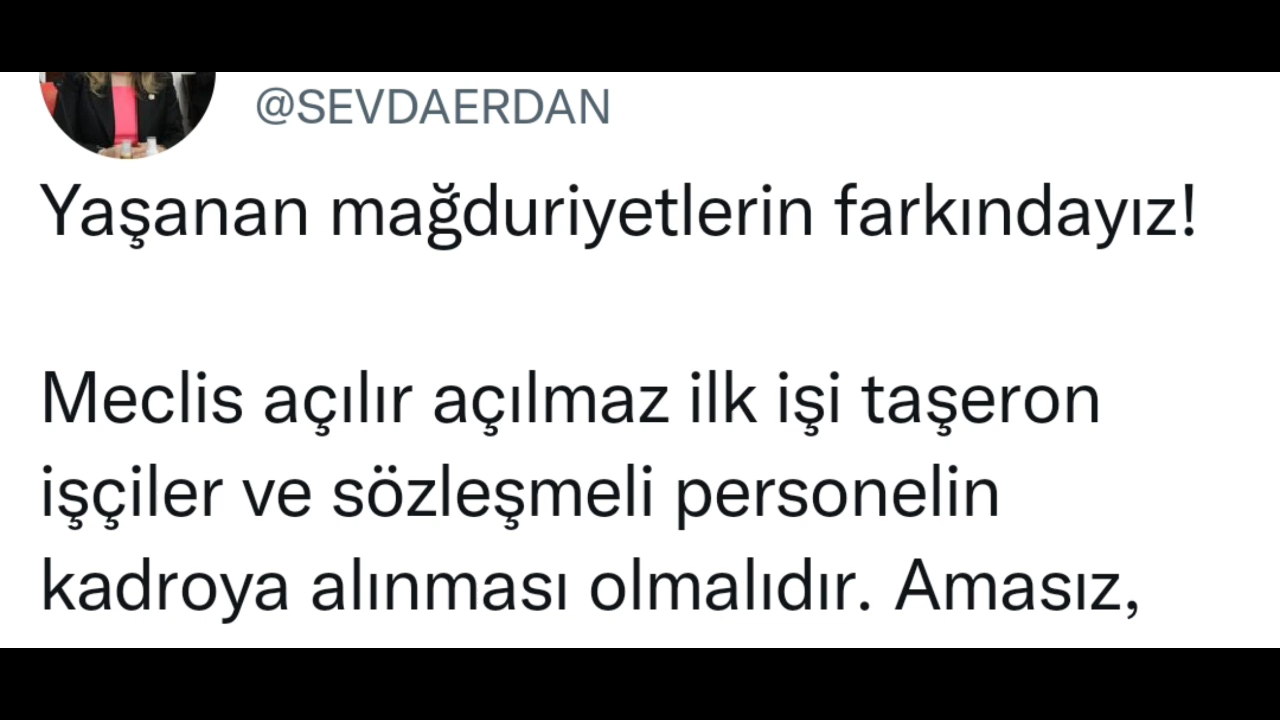 @SEVDAERDAN
Yaşanan mağduriyetlerin farkındayız!
Meclis açılır açılmaz ilk işi taşeron
işçiler ve sözleşmeli personelin
kadroya alınması olmalıdır. Amasız,